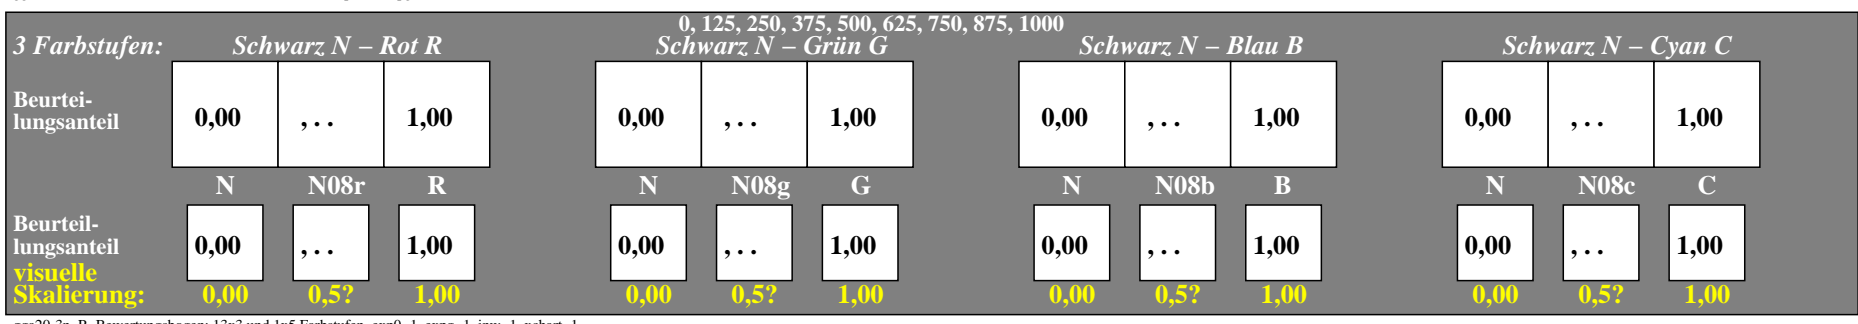 0, 125, 250, 375, 500, 625, 750, 875, 1000
3 Farbstufen: Schwarz N – Rot R Schwarz N – Grün G Schwarz N – Blau B Schwarz N – Cyan C
Beurtei-
lungsanteil 0,00 , . . 1,00 0,00 , . . 1,00 0,00 , . . 1,00 0,00 , . . 1,00
N N08r R N N08g G N N08b B N N08c C
Beurteil-
lungsanteil 0,00 , . . 1,00 0,00 , . . 1,00 0,00 , . . 1,00 0,00 , . . 1,00
visuelle
Skalierung: 0,00 0,5? 1,00 0,00 0,5? 1,00 0,00 0,5? 1,00 0,00 0,5? 1,00